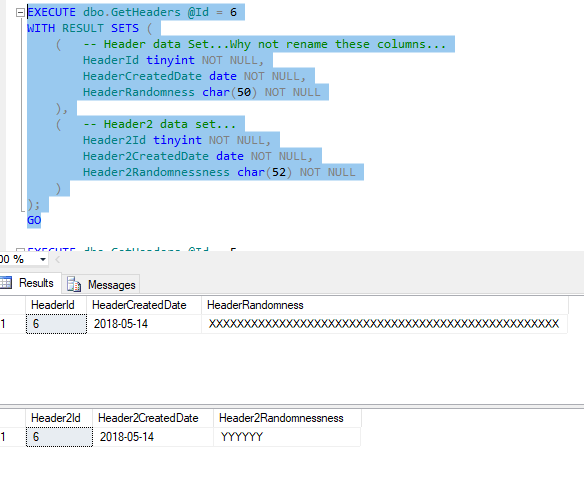 EXECUTE dbo.GetHeaders @Id = 6
WITH RESULT SETS (
( -- Header data Set...Why not rename these columns...
HeaderId tinyint NOT NULL,
HeaderCreatedDate date NOT NULL,
HeaderRandomness char(50) NOT NULL
),
( -- Header2 data set...
Header2Id tinyint NOT NULL,
Header2CreatedDate date NOT NULL,
Header2Randomnessness char(52) NOT NULL
)
);
GO
EXECUTE dbo.GetHeaders @Id = 5
00 %
Results Messages
HeaderId HeaderCreatedDate HeaderRandomness
1 6 2018-05-14 XXXXXXXXXXXXXXXXXXXXXXXXXXXXXXXXXXXXXXXXXXXXXXXXXX
Header2Id Header2CreatedDate Header2Randomnessness
1 6 2018-05-14 YYYYYY